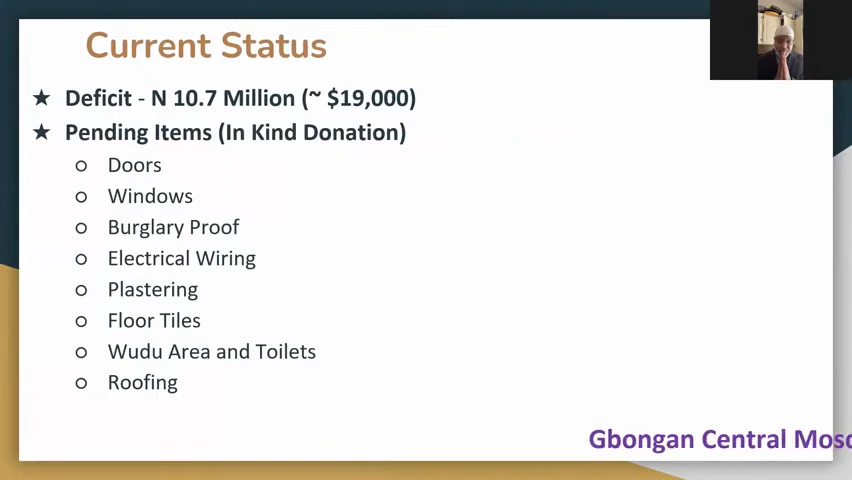 Current Status
★ Deficit - N 10.7 Million (~ $19,000)
★ Pending Items (In Kind Donation)
○ Doors
○ Windows
○ Burglary Proof
○ Electrical Wiring
○ Plastering
○ Floor Tiles
○ Wudu Area and Toilets
○ Roofing
Gbongan Central